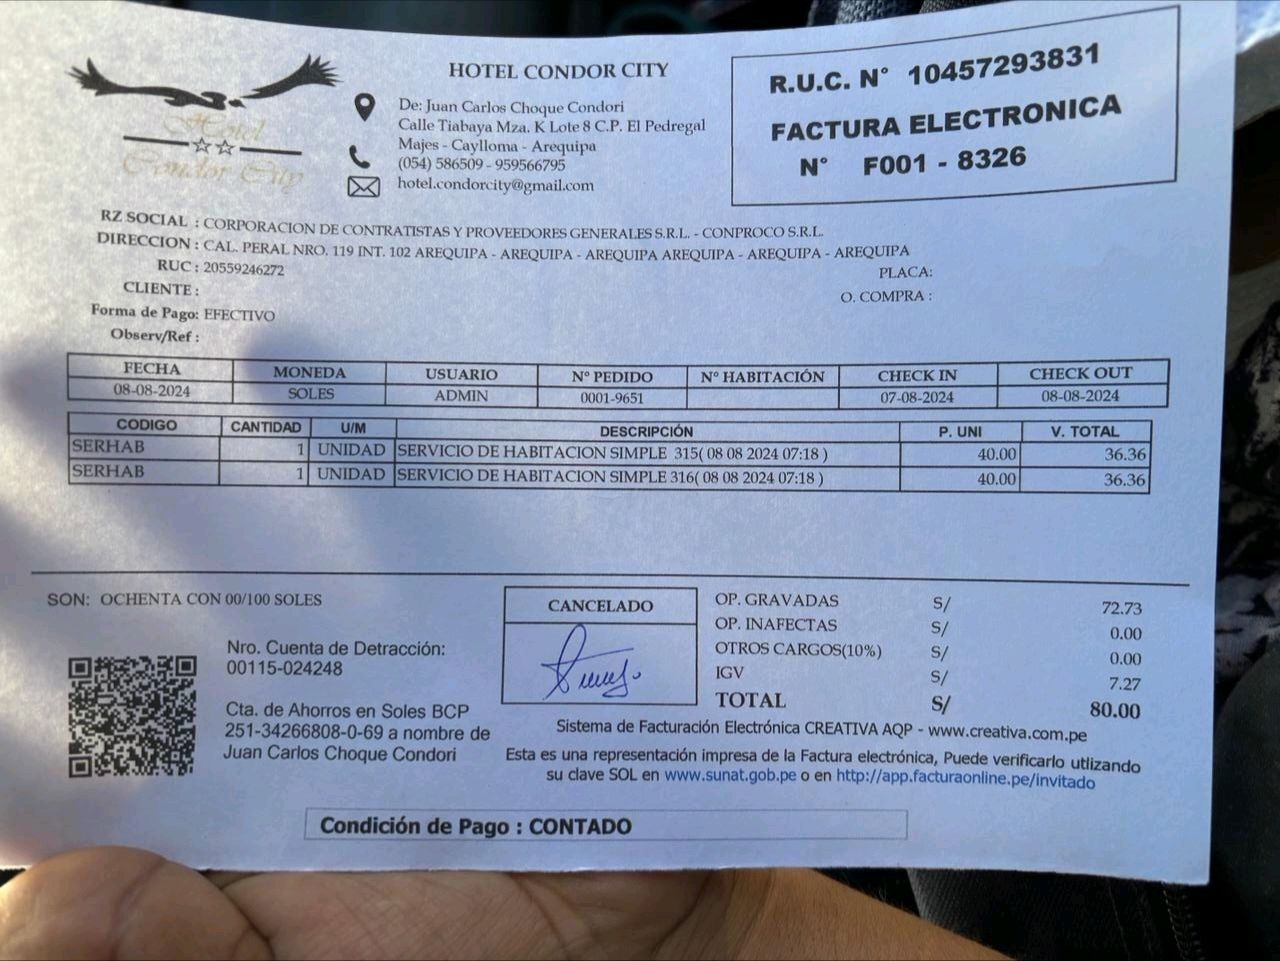 Hotel
Condor City
HOTEL CONDOR CITY
De: Juan Carlos Choque Condori
Calle Tiabaya Mza. K Lote 8 C.P. El Pedregal
Majes - Caylloma - Arequipa
(054) 586509 - 959566795
hotel.condorcity@gmail.com
R.U.C. N° 10457293831
FACTURA ELECTRONICA
N° F001 - 8326
RZ SOCIAL : CORPORACION DE CONTRATISTAS Y PROVEEDORES GENERALES S.R.L. - CONPROCO S.R.L.
DIRECCION : CAL. PERAL NRO. 119 INT. 102 AREQUIPA - AREQUIPA - AREQUIPA AREQUIPA - AREQUIPA - AREQUIPA
RUC : 20559246272 PLACA:
CLIENTE : O. COMPRA :
Forma de Pago: EFECTIVO
Observ/Ref :
FECHA MONEDA USUARIO Nº PEDIDO Nº HABITACIÓN CHECK IN CHECK OUT
08-08-2024 SOLES ADMIN 0001-9651 07-08-2024 08-08-2024
CODIGO CANTIDAD U/M DESCRIPCIÓN P. UNI V. TOTAL
SERHAB 1 UNIDAD SERVICIO DE HABITACION SIMPLE 315( 08 08 2024 07:18 ) 40.00 36.36
SERHAB 1 UNIDAD SERVICIO DE HABITACION SIMPLE 316( 08 08 2024 07:18 ) 40.00 36.36
SON: OCHENTA CON 00/100 SOLES
Nro. Cuenta de Detracción:
00115-024248
Cta. de Ahorros en Soles BCP
251-34266808-0-69 a nombre de
Juan Carlos Choque Condori
CANCELADO
OP. GRAVADAS S/ 72.73
OP. INAFECTAS S/ 0.00
OTROS CARGOS(10%) S/ 0.00
IGV S/ 7.27
TOTAL S/ 80.00
Sistema de Facturación Electrónica CREATIVA AQP - www.creativa.com.pe
Esta es una representación impresa de la Factura electrónica, Puede verificarlo utlizando
su clave SOL en www.sunat.gob.pe o en http://app.facturaonline.pe/invitado
Condición de Pago : CONTADO